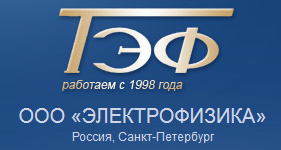 ТЭФ
работаем с 1998 года
ООО «ЭЛЕКТРОФИЗИКА»
Россия, Санкт-Петербург